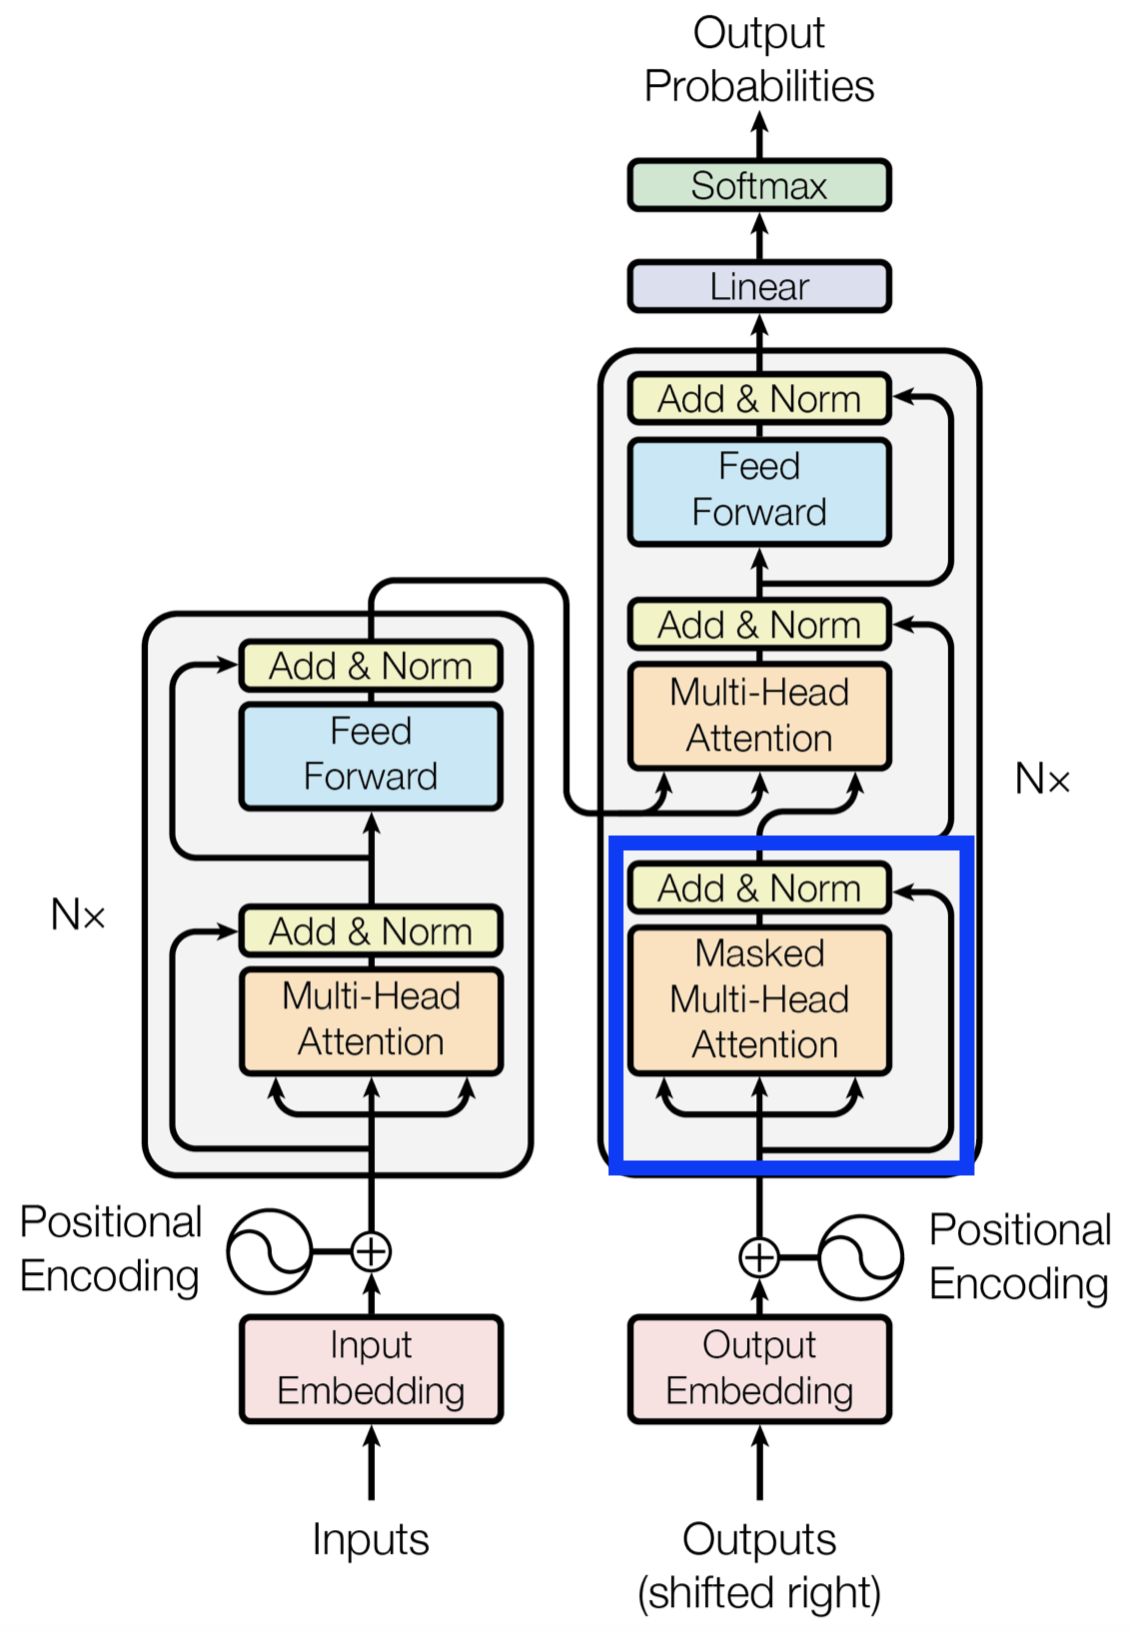 Output
Probabilities
Softmax
Linear
Add & Norm
Feed
Forward
Add & Norm
Multi-Head
Attention
Nx
Add & Norm
Masked
Multi-Head
Attention
Add & Norm
Feed
Forward
Nx
Add & Norm
Multi-Head
Attention
Positional
Encoding
Positional
Encoding
Input
Embedding
Output
Embedding
Inputs
Outputs
(shifted right)